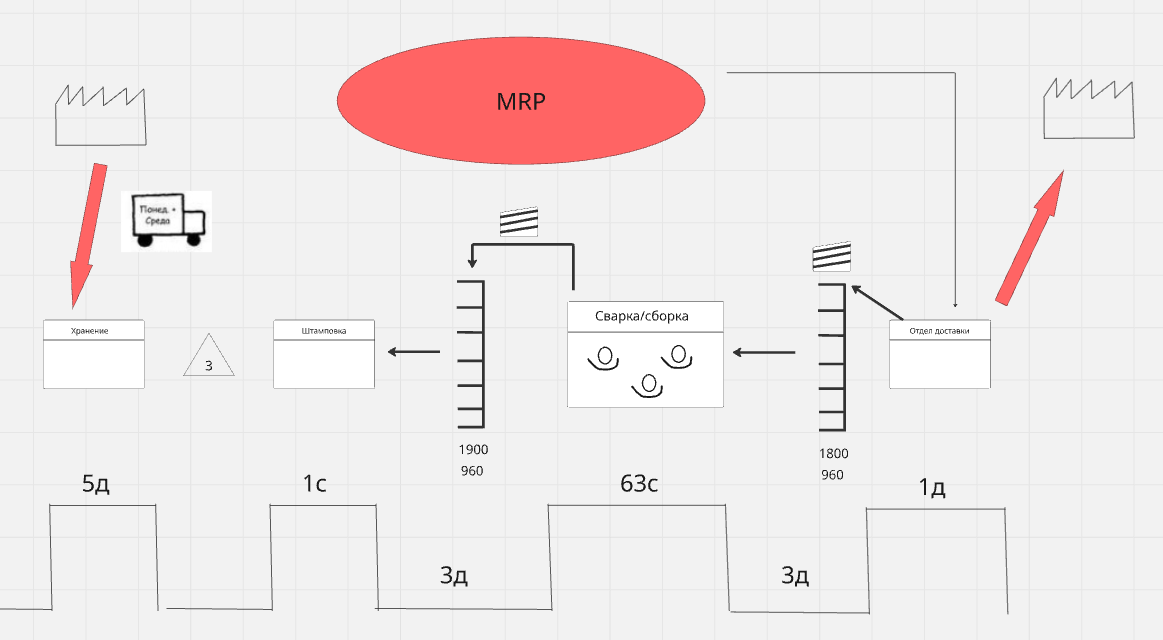 MRP
Понед. +
Среда
Хранение
3
Штамповка
Сварка/сборка
Отдел доставки
1900
960
1800
960
5д
1с
63с
1д
3д
3д